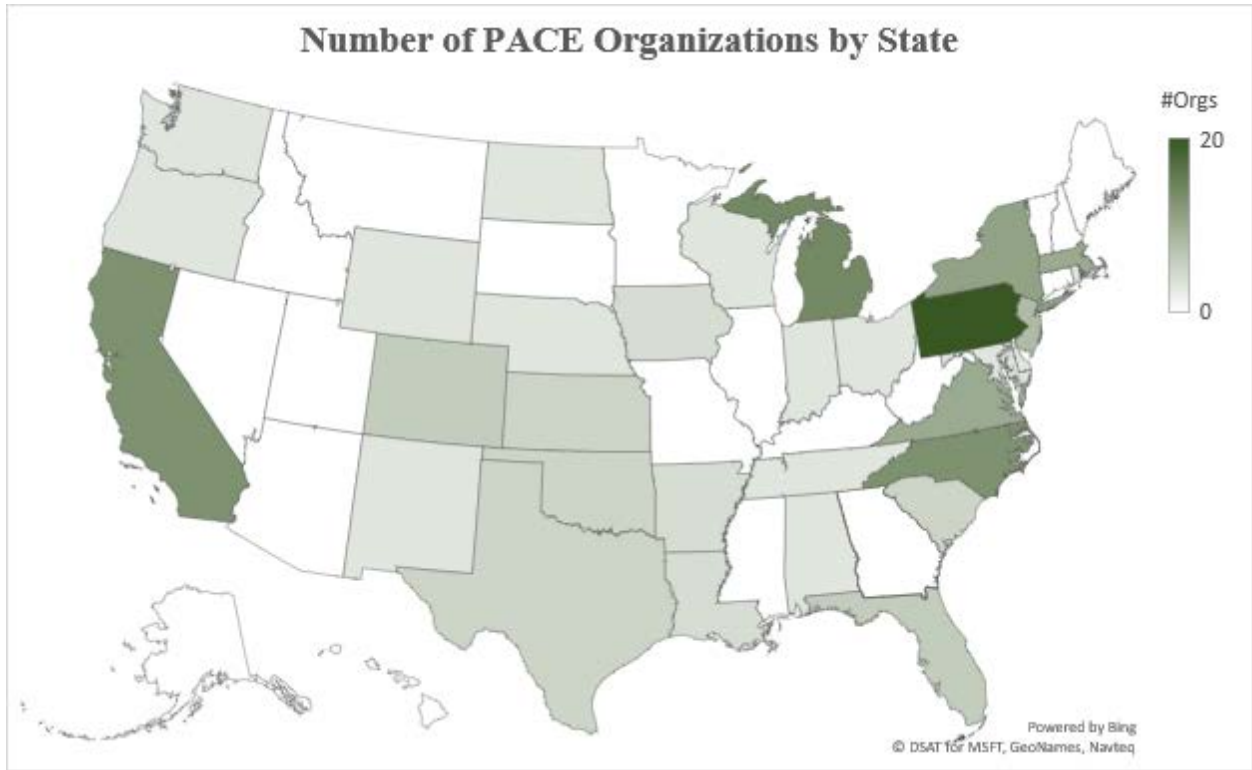 Number of PACE Organizations by State
#Orgs
20
0
Powered by Bing
© DSAT for MSFT, GeoNames, Navteq